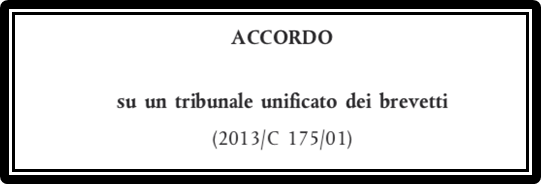 ACCORDO
su un tribunale unificato dei brevetti
(2013/C 175/01)